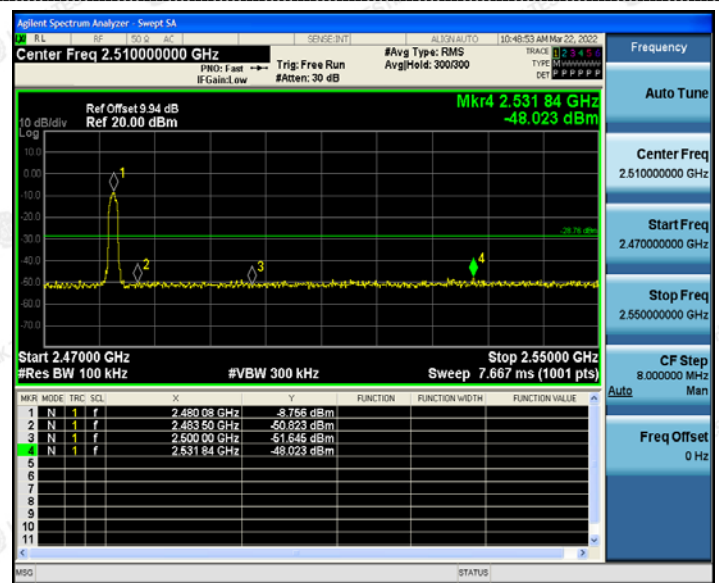 Agilent Spectrum Analyzer - Swept SA
RL RF 50 Ω AC SENSE:INT ALIGNAUTO 10:48:53 AM Mar 22, 2022
Center Freq 2.510000000 GHz
PNO: Fast Trig: Free Run #Avg Type: RMS TRACE 1 2 3 4 5 6
IFGain:Low #Atten: 30 dB Avg|Hold: 300/300 TYPE M
DET P P P P P P
Frequency
Auto Tune
Center Freq
2.510000000 GHz
Start Freq
2.470000000 GHz
Stop Freq
2.550000000 GHz
CF Step
8.000000 MHz
Auto Man
Freq Offset
0 Hz
Mkr4 2.531 84 GHz
-48.023 dBm
Ref Offset 9.94 dB
10 dB/div Ref 20.00 dBm
Log
10.0
0.00
-10.0
-20.0
-30.0
-40.0
-50.0
-60.0
-70.0
1
2
3
4
-28.76 dBm
Start 2.47000 GHz Stop 2.55000 GHz
#Res BW 100 kHz #VBW 300 kHz Sweep 7.667 ms (1001 pts)
MKR MODE TRC SCL X Y FUNCTION FUNCTION WIDTH FUNCTION VALUE
1 N 1 f 2.480 08 GHz -8.756 dBm
2 N 1 f 2.483 50 GHz -50.823 dBm
3 N 1 f 2.500 00 GHz -51.645 dBm
4 N 1 f 2.531 84 GHz -48.023 dBm
5
6
7
8
9
10
11
MSG STATUS